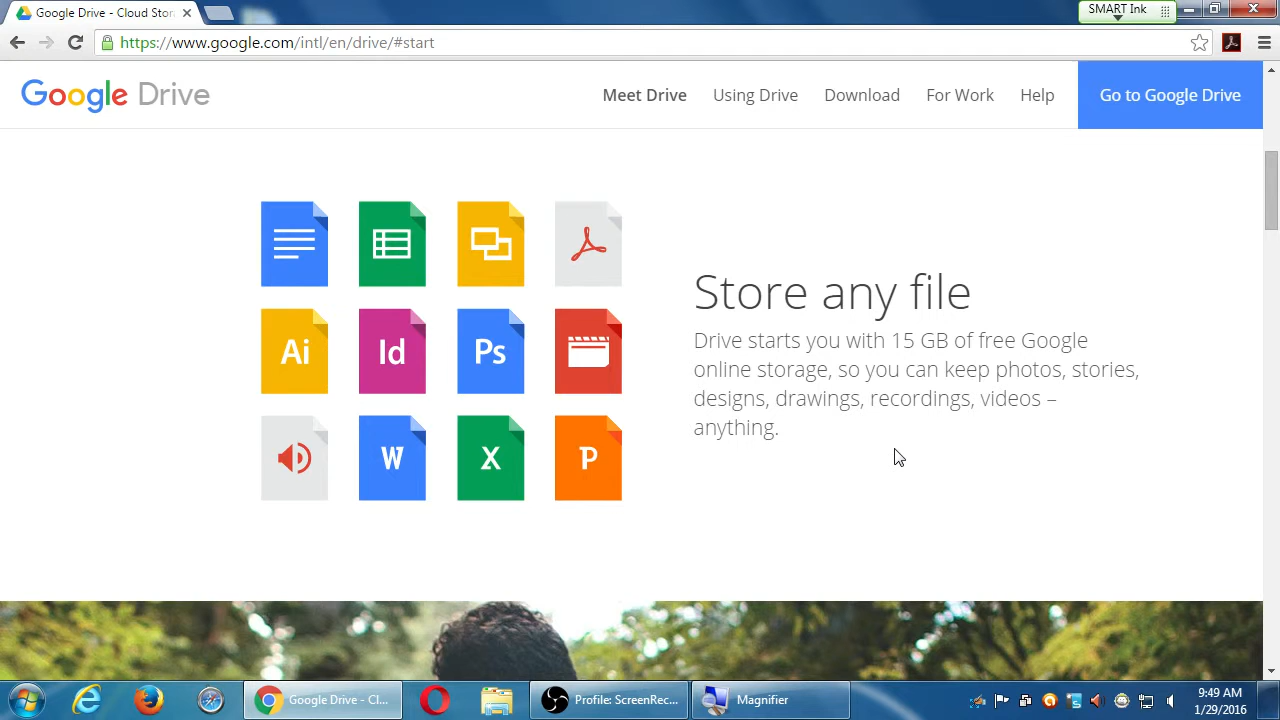 Google Drive - Cloud Stor
SMART Ink
https://www.google.com/intl/en/drive/#start
Google Drive
Meet Drive Using Drive Download For Work Help Go to Google Drive
Ai Id Ps
W X P
Store any file
Drive starts you with 15 GB of free Google
online storage, so you can keep photos, stories,
designs, drawings, recordings, videos –
anything.
Google Drive - Cl...
Profile: ScreenRec...
Magnifier
9:49 AM
1/29/2016